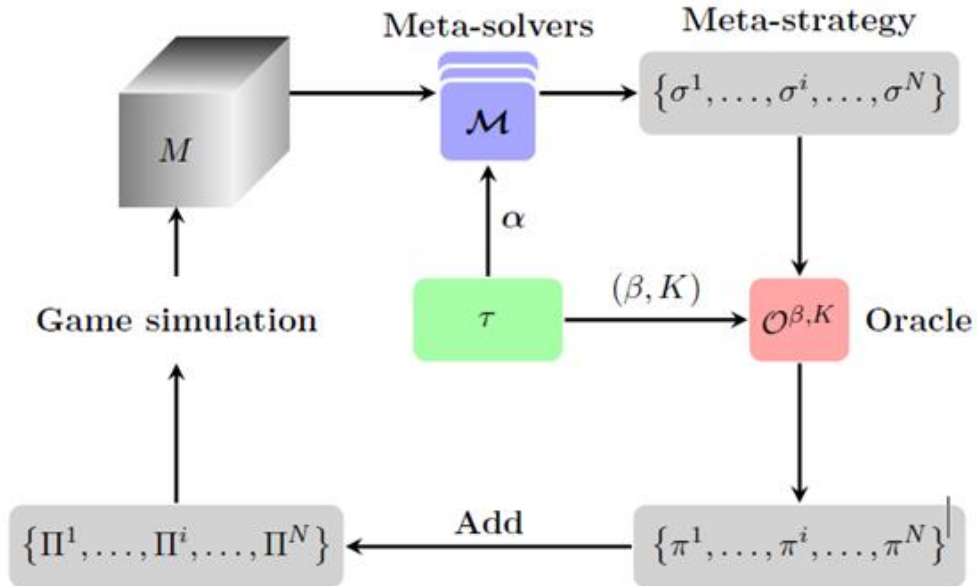 Meta-solvers
Meta-strategy
M
ℳ
{σ¹, …, σⁱ, …, σᴺ}
α
(β, K)
Game simulation
τ
𝒪^{β,K}
Oracle
{Π¹, …, Πⁱ, …, Πᴺ}
Add
{π¹, …, πⁱ, …, πᴺ}